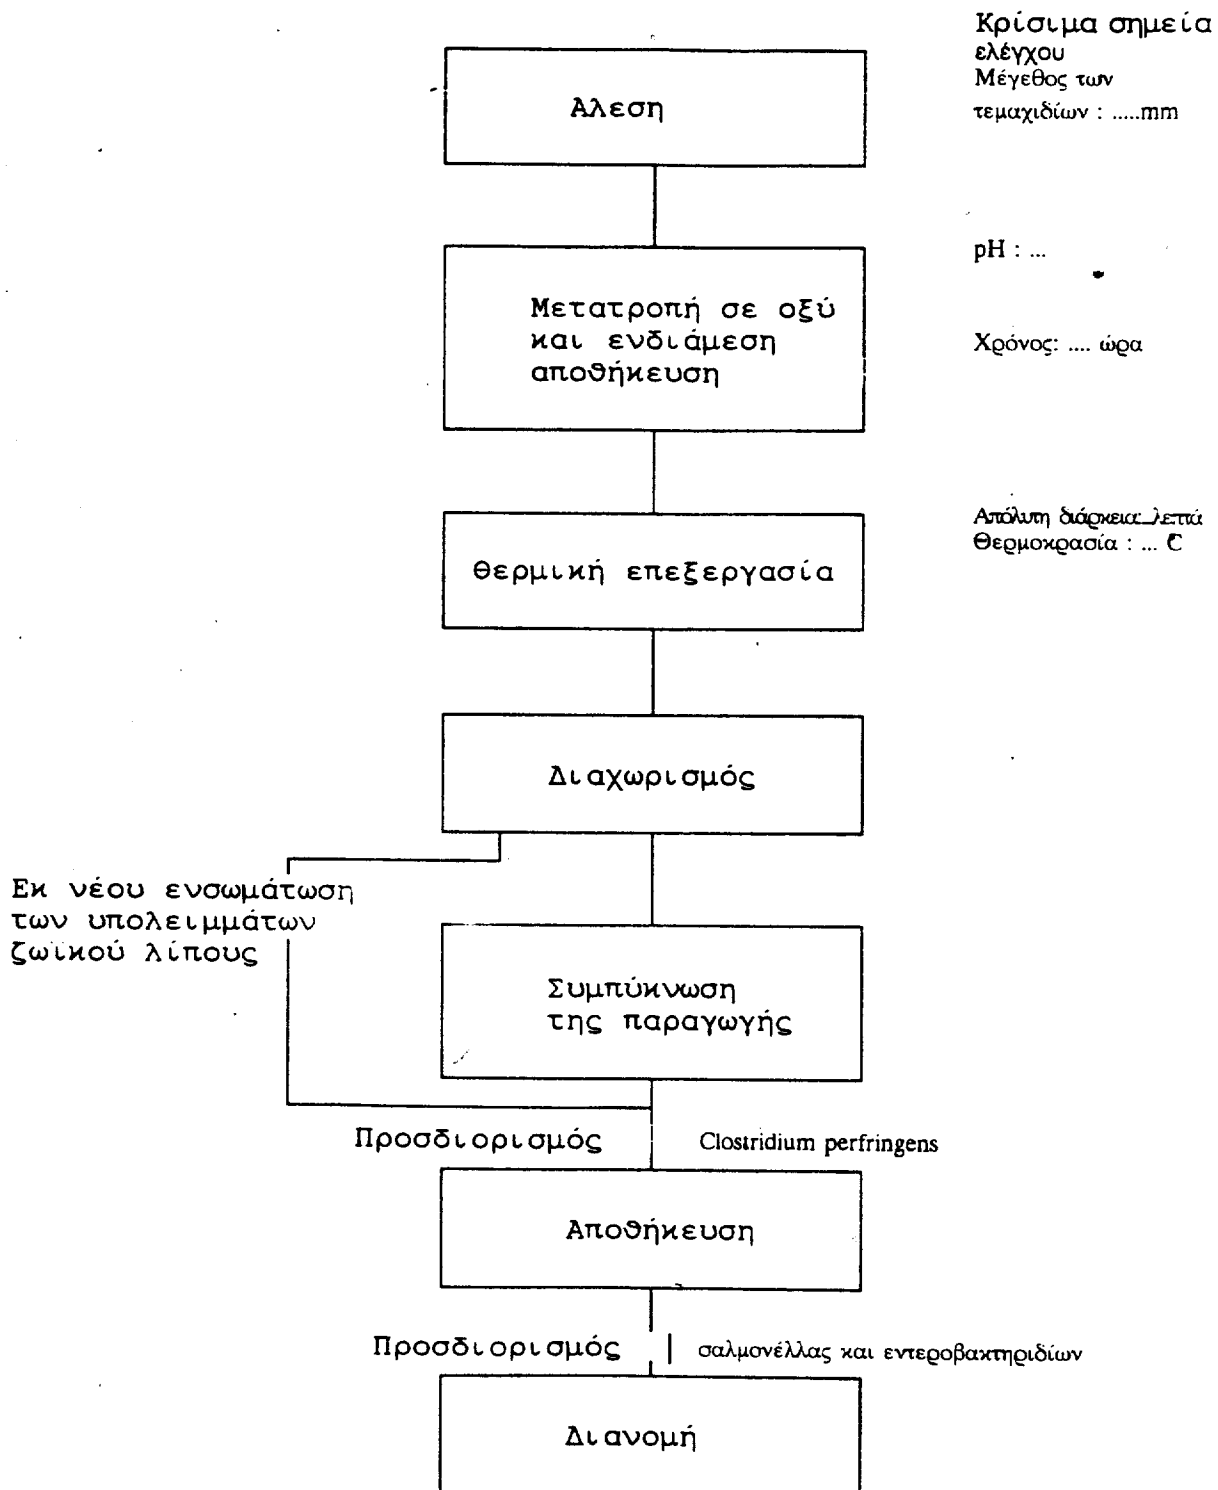 Κρίσιμα σημεία
ελέγχου
Μέγεθος των
τεμαχιδίων : .....mm
Αλεση
pH : ...
Μετατροπή σε οξύ
και ενδιάμεση
αποθήκευση
Χρόνος: .... ώρα
Απόλυτη διάρκεια: λεπτά
Θερμοκρασία : ... C
θερμική επεξεργασία
Διαχωρισμός
Εκ νέου ενσωμάτωση
των υπολειμμάτων
ζωϊκού λίπους
Συμπύκνωση
της παραγωγής
Προσδιορισμός Clostridium perfringens
Αποθήκευση
Προσδιορισμός σαλμονέλλας και εντεροβακτηριδίων
Διανομή